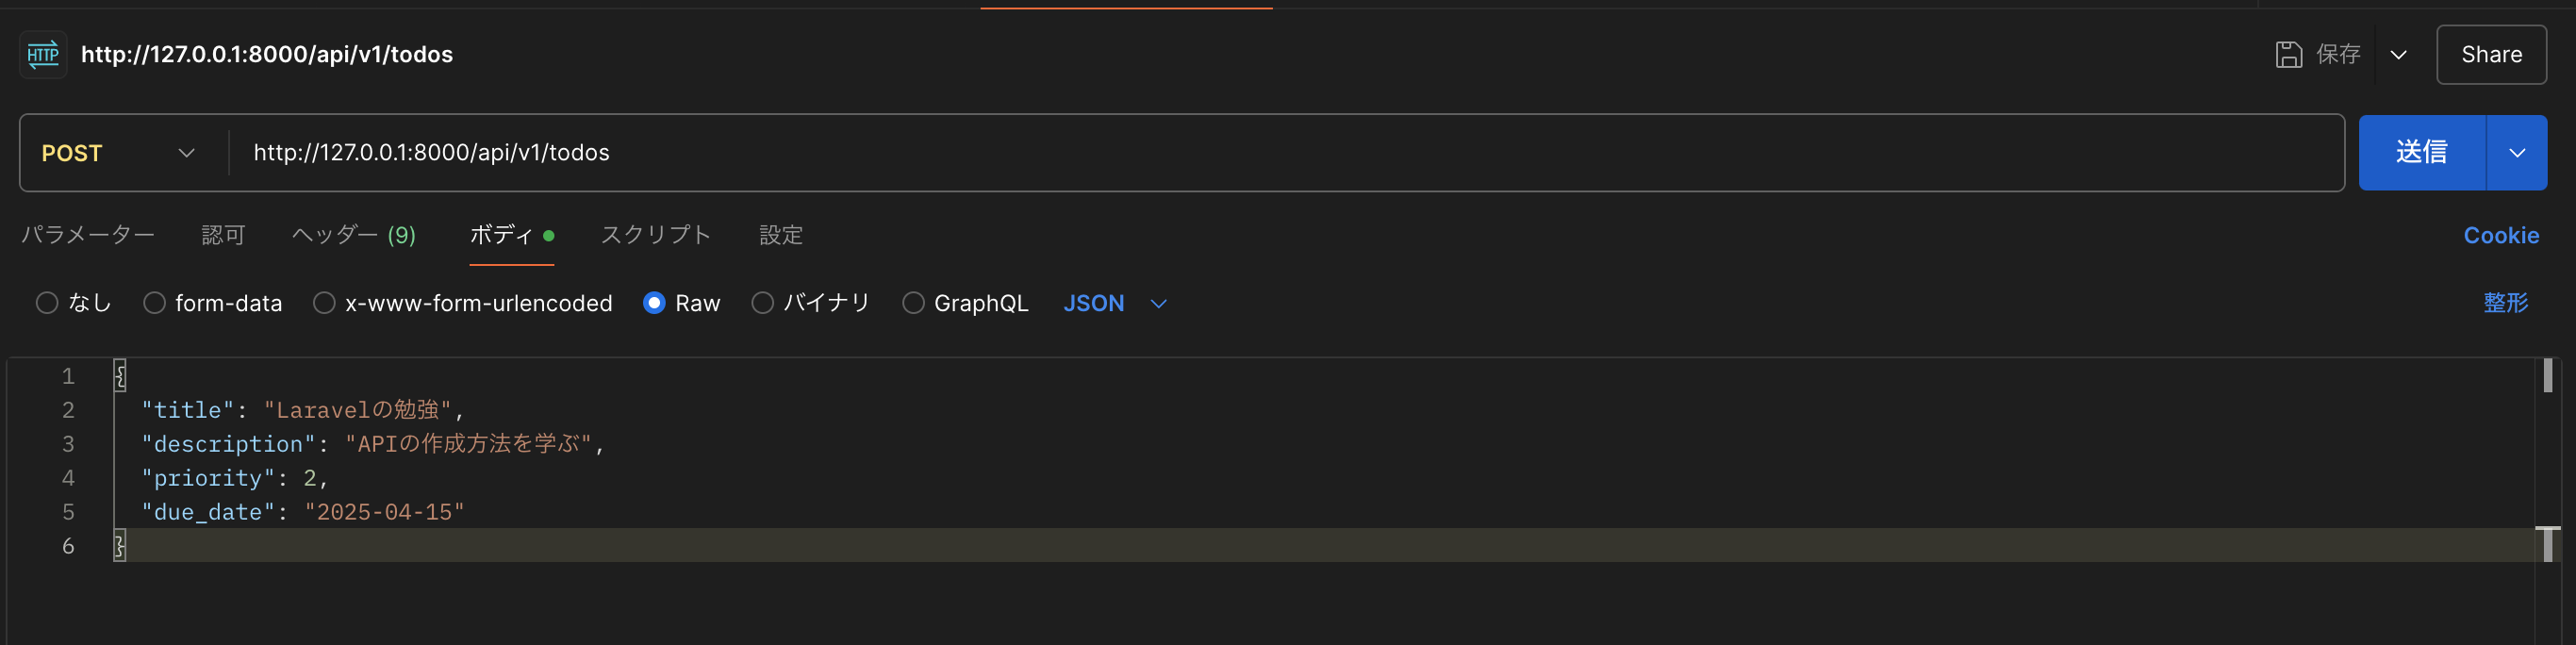 HTTP http://127.0.0.1:8000/api/v1/todos 保存 Share
POST http://127.0.0.1:8000/api/v1/todos 送信
パラメーター 認可 ヘッダー (9) ボディ スクリプト 設定 Cookie
なし form-data x-www-form-urlencoded Raw バイナリ GraphQL JSON 整形
1 {
2 "title": "Laravelの勉強",
3 "description": "APIの作成方法を学ぶ",
4 "priority": 2,
5 "due_date": "2025-04-15"
6 }